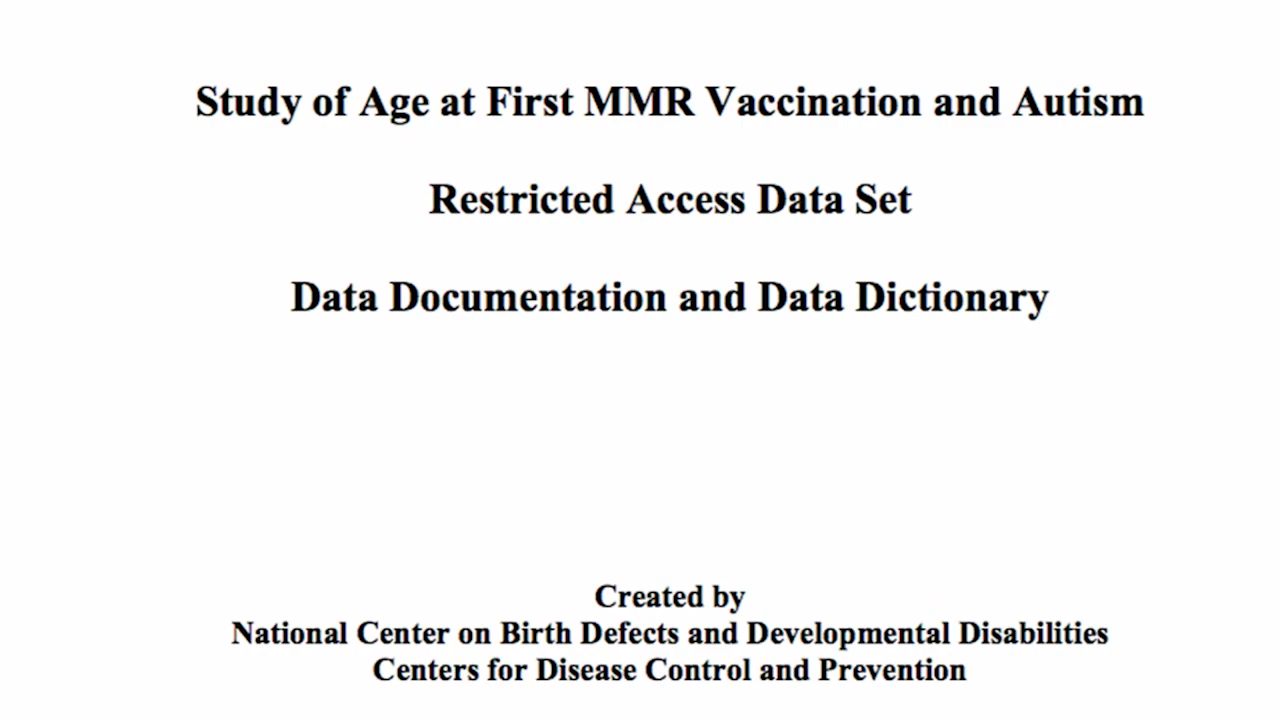 Study of Age at First MMR Vaccination and Autism
Restricted Access Data Set
Data Documentation and Data Dictionary
Created by
National Center on Birth Defects and Developmental Disabilities
Centers for Disease Control and Prevention